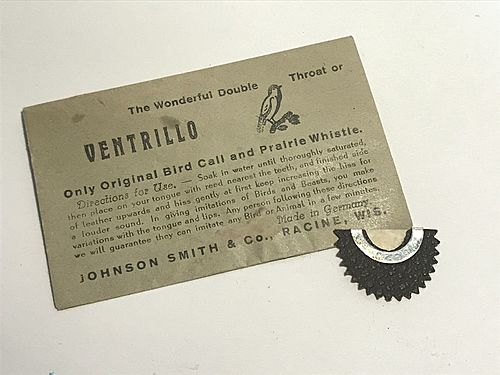 The Wonderful Double Throat or
VENTRILLO
Only Original Bird Call and Prairie Whistle.
Directions for Use. — Soak in water until thoroughly saturated,
then place on your tongue with reed nearest the teeth, and finished side
of leather upwards and hiss gently at first keep increasing the hiss for
a louder sound. In giving imitations of Birds and Beasts, you make
variations with the tongue and lips. Any person following these directions
we will guarantee they can imitate any Bird or Animal in a few minutes.
Made in Germany.
JOHNSON SMITH & Co., RACINE, WIS.